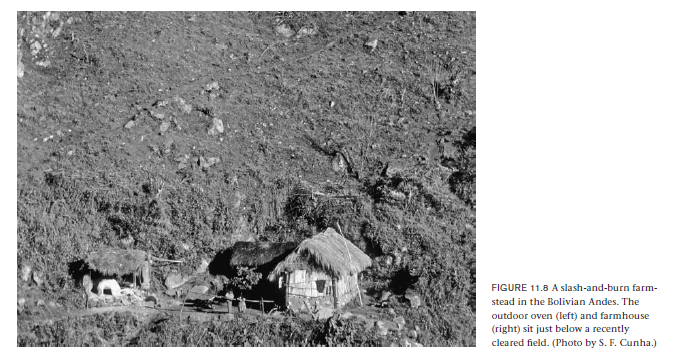 FIGURE 11.8 A slash-and-burn farm-
stead in the Bolivian Andes. The
outdoor oven (left) and farmhouse
(right) sit just below a recently
cleared field. (Photo by S. F. Cunha.)